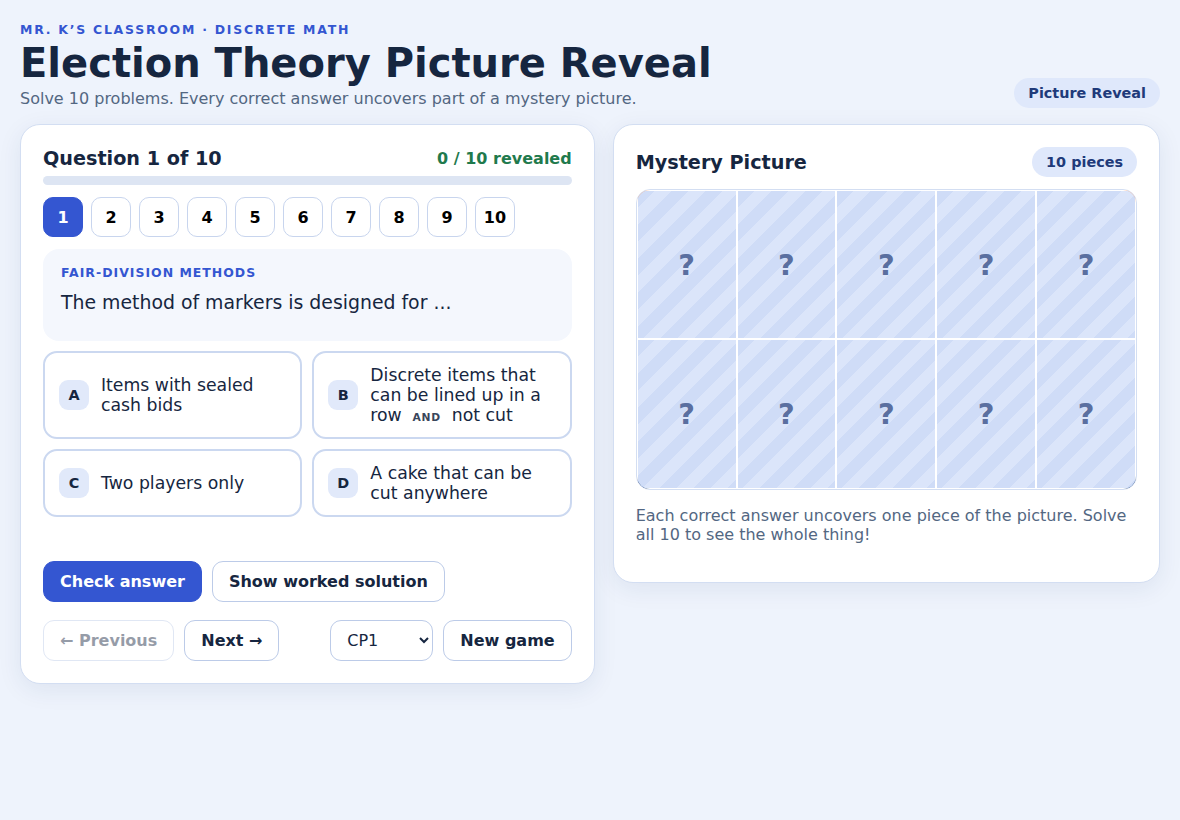 MR. K’S CLASSROOM · DISCRETE MATH
Election Theory Picture Reveal
Solve 10 problems. Every correct answer uncovers part of a mystery picture.
Picture Reveal
Question 1 of 10
0 / 10 revealed
1 2 3 4 5 6 7 8 9 10
FAIR-DIVISION METHODS
The method of markers is designed for …
A
Items with sealed
cash bids
B
Discrete items that
can be lined up in a
row AND not cut
C
Two players only
D
A cake that can be
cut anywhere
Check answer
Show worked solution
← Previous
Next →
CP1
New game
Mystery Picture
10 pieces
? ? ? ? ?
? ? ? ? ?
Each correct answer uncovers one piece of the picture. Solve
all 10 to see the whole thing!